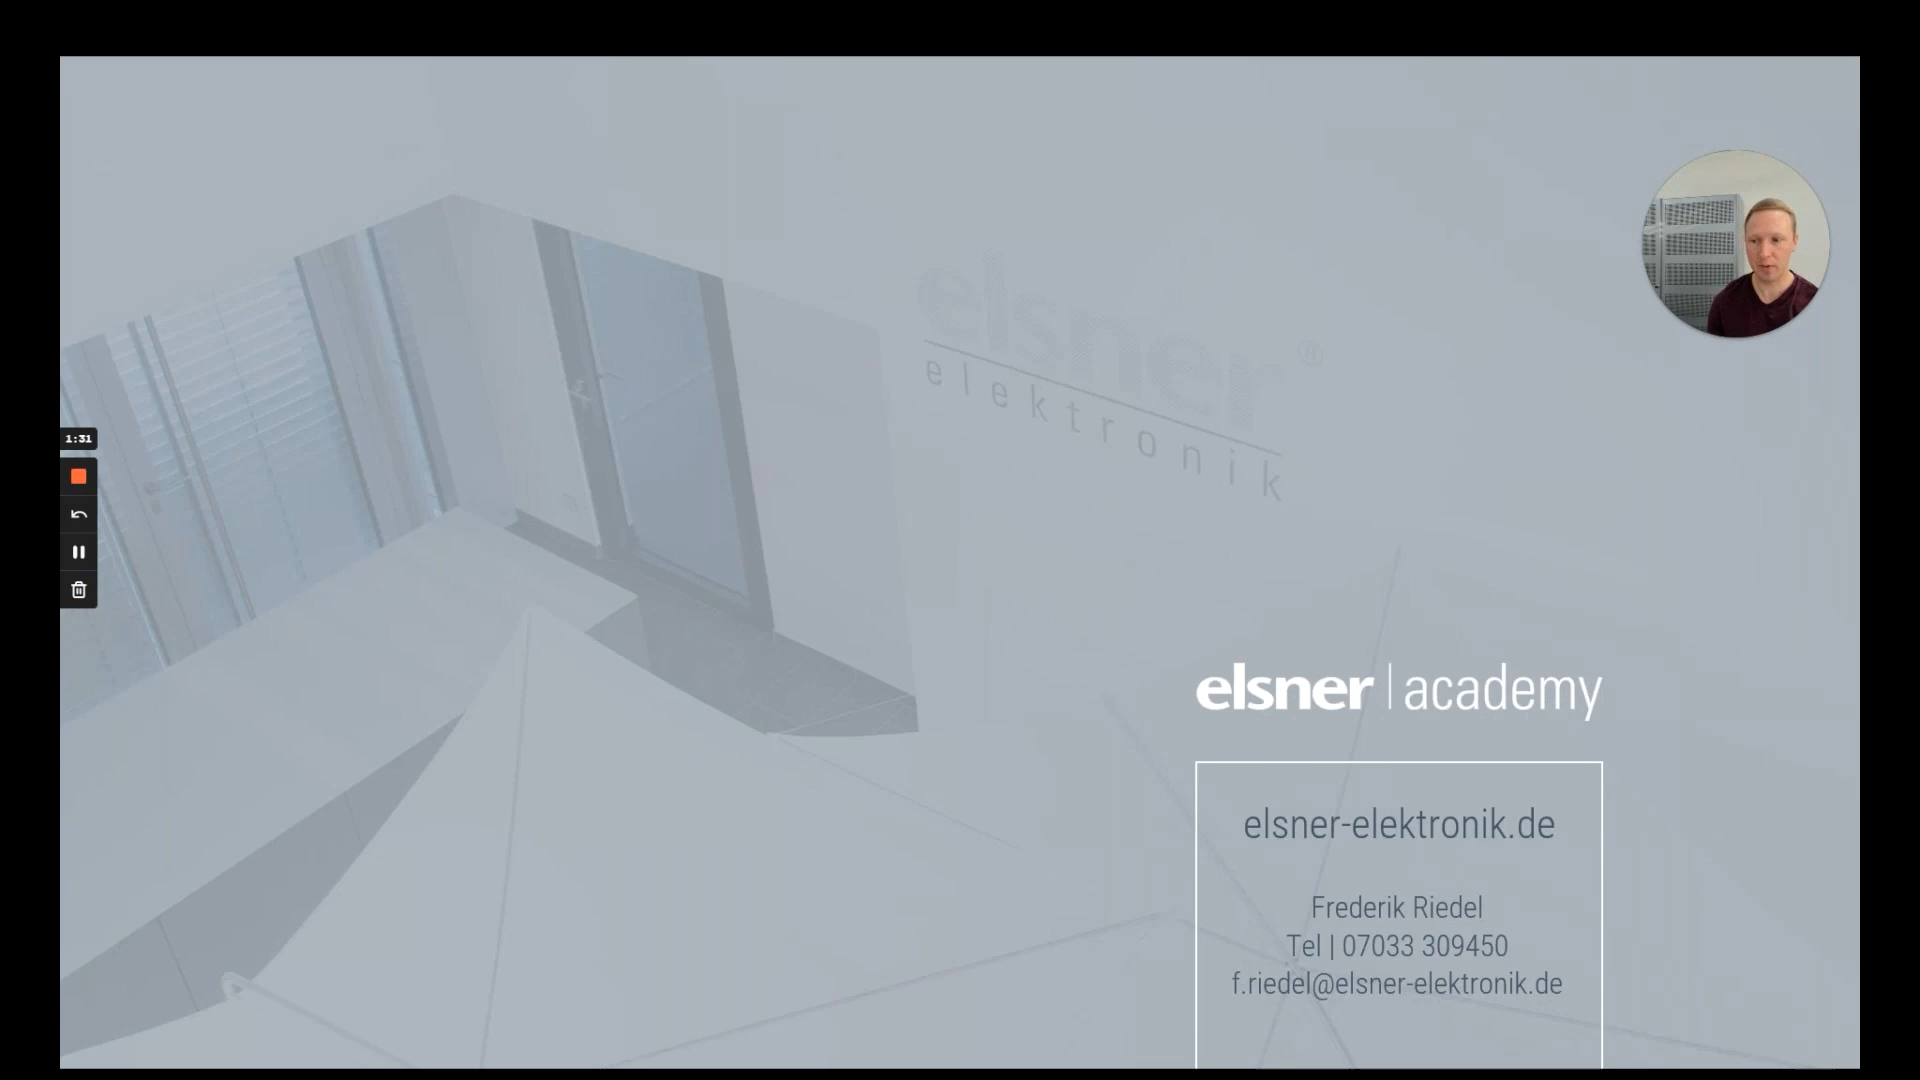 elsner®
elektronik
1:31
elsner | academy
elsner-elektronik.de
Frederik Riedel
Tel | 07033 309450
f.riedel@elsner-elektronik.de